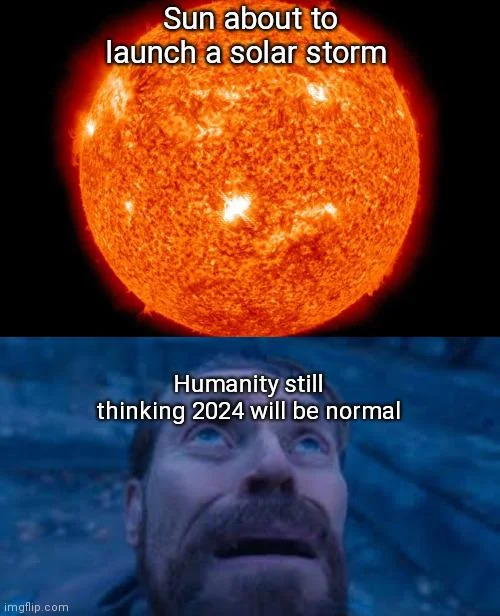 Sun about to
launch a solar storm
Humanity still
thinking 2024 will be normal
imgflip.com